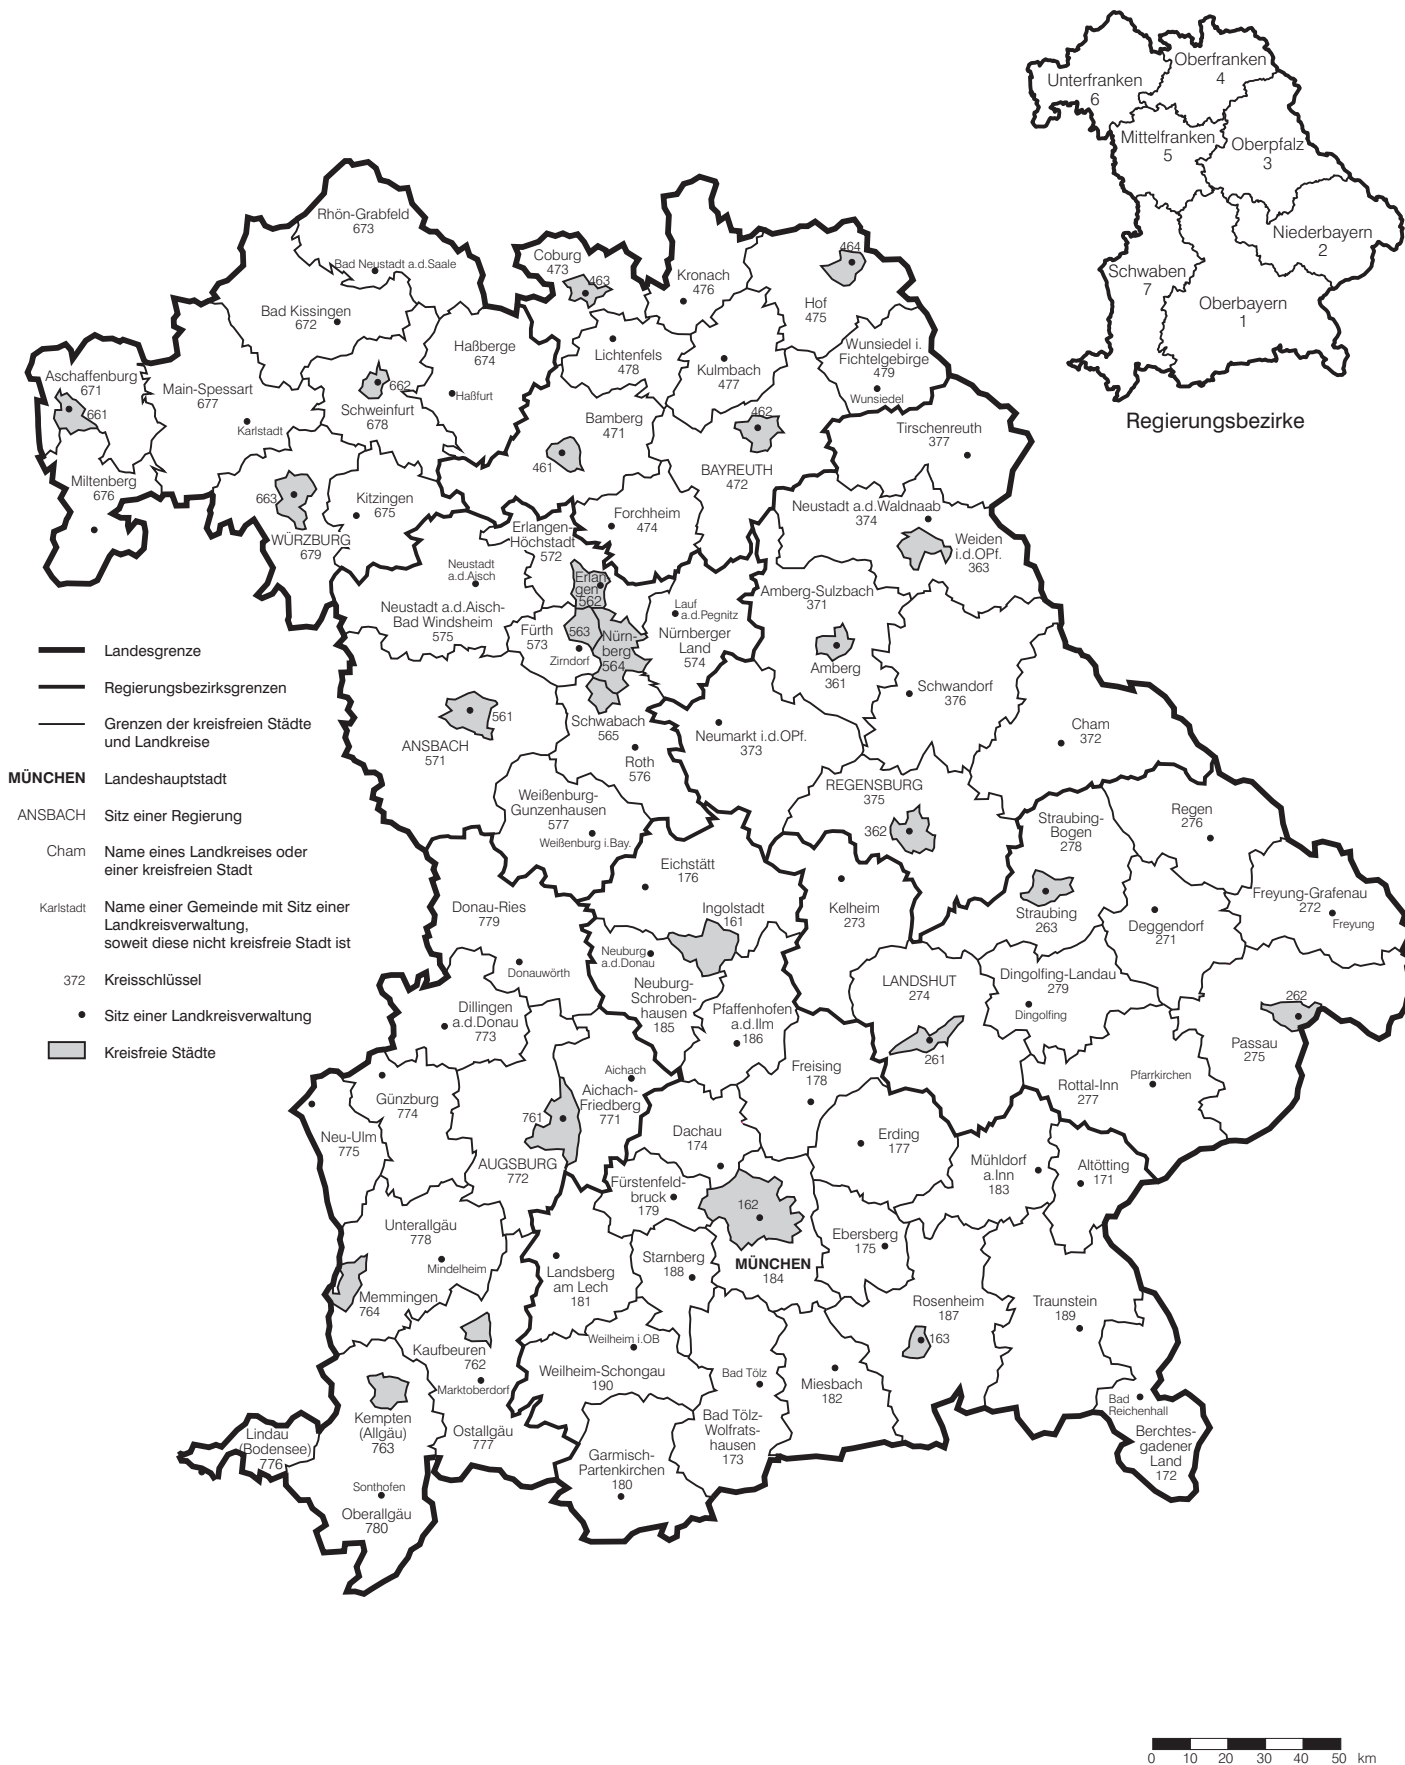 Oberfranken
4
Unterfranken
6
Mittelfranken
5
Oberpfalz
3
Niederbayern
2
Schwaben
7
Oberbayern
1
Regierungsbezirke
Rhön-Grabfeld
673
Bad Neustadt a.d.Saale
Coburg
473
463
Kronach
476
464
Hof
475
Bad Kissingen
672
Haßberge
674
Haßfurt
Lichtenfels
478
Kulmbach
477
Wunsiedel i.
Fichtelgebirge
479
Wunsiedel
Aschaffenburg
671
661
Main-Spessart
677
Karlstadt
662
Schweinfurt
678
Bamberg
471
461
462
BAYREUTH
472
Tirschenreuth
377
Miltenberg
676
663
WÜRZBURG
679
Kitzingen
675
Forchheim
474
Neustadt a.d.Waldnaab
374
Weiden
i.d.OPf.
363
Erlangen-
Höchstadt
572
Erlan-
gen
562
Neustadt
a.d.Aisch
Neustadt a.d.Aisch-
Bad Windsheim
575
Fürth
573
563
Zirndorf
Nürn-
berg
564
Lauf
a.d.Pegnitz
Nürnberger
Land
574
Amberg-Sulzbach
371
Amberg
361
Schwandorf
376
Cham
372
561
ANSBACH
571
Schwabach
565
Roth
576
Neumarkt i.d.OPf.
373
Weißenburg-
Gunzenhausen
577
Weißenburg i.Bay.
REGENSBURG
375
362
Straubing-
Bogen
278
Regen
276
Straubing
263
Deggendorf
271
Freyung-Grafenau
272
Freyung
Landesgrenze
Regierungsbezirksgrenzen
Grenzen der kreisfreien Städte
und Landkreise
MÜNCHEN Landeshauptstadt
ANSBACH Sitz einer Regierung
Cham Name eines Landkreises oder
einer kreisfreien Stadt
Karlstadt Name einer Gemeinde mit Sitz einer
Landkreisverwaltung,
soweit diese nicht kreisfreie Stadt ist
372 Kreisschlüssel
Sitz einer Landkreisverwaltung
Kreisfreie Städte
Eichstätt
176
Ingolstadt
161
Kelheim
273
Donau-Ries
779
Donauwörth
Neuburg
a.d.Donau
Neuburg-
Schroben-
hausen
185
Pfaffenhofen
a.d.Ilm
186
LANDSHUT
274
261
Dingolfing-Landau
279
Dingolfing
262
Passau
275
Rottal-Inn
277
Pfarrkirchen
Dillingen
a.d.Donau
773
Günzburg
774
Neu-Ulm
775
Aichach
Aichach-
Friedberg
771
761
AUGSBURG
772
Freising
178
Dachau
174
Erding
177
Mühldorf
a.Inn
183
Altötting
171
Fürstenfeld-
bruck
179
162
MÜNCHEN
184
Ebersberg
175
Unterallgäu
778
Mindelheim
Memmingen
764
Landsberg
am Lech
181
Starnberg
188
Rosenheim
187
163
Traunstein
189
Kaufbeuren
762
Marktoberdorf
Ostallgäu
777
Weilheim i.OB
Weilheim-Schongau
190
Bad Tölz
Bad Tölz-
Wolfrats-
hausen
173
Miesbach
182
Bad
Reichenhall
Berchtes-
gadener
Land
172
Kempten
(Allgäu)
763
Lindau
(Bodensee)
776
Sonthofen
Oberallgäu
780
Garmisch-
Partenkirchen
180
0 10 20 30 40 50 km